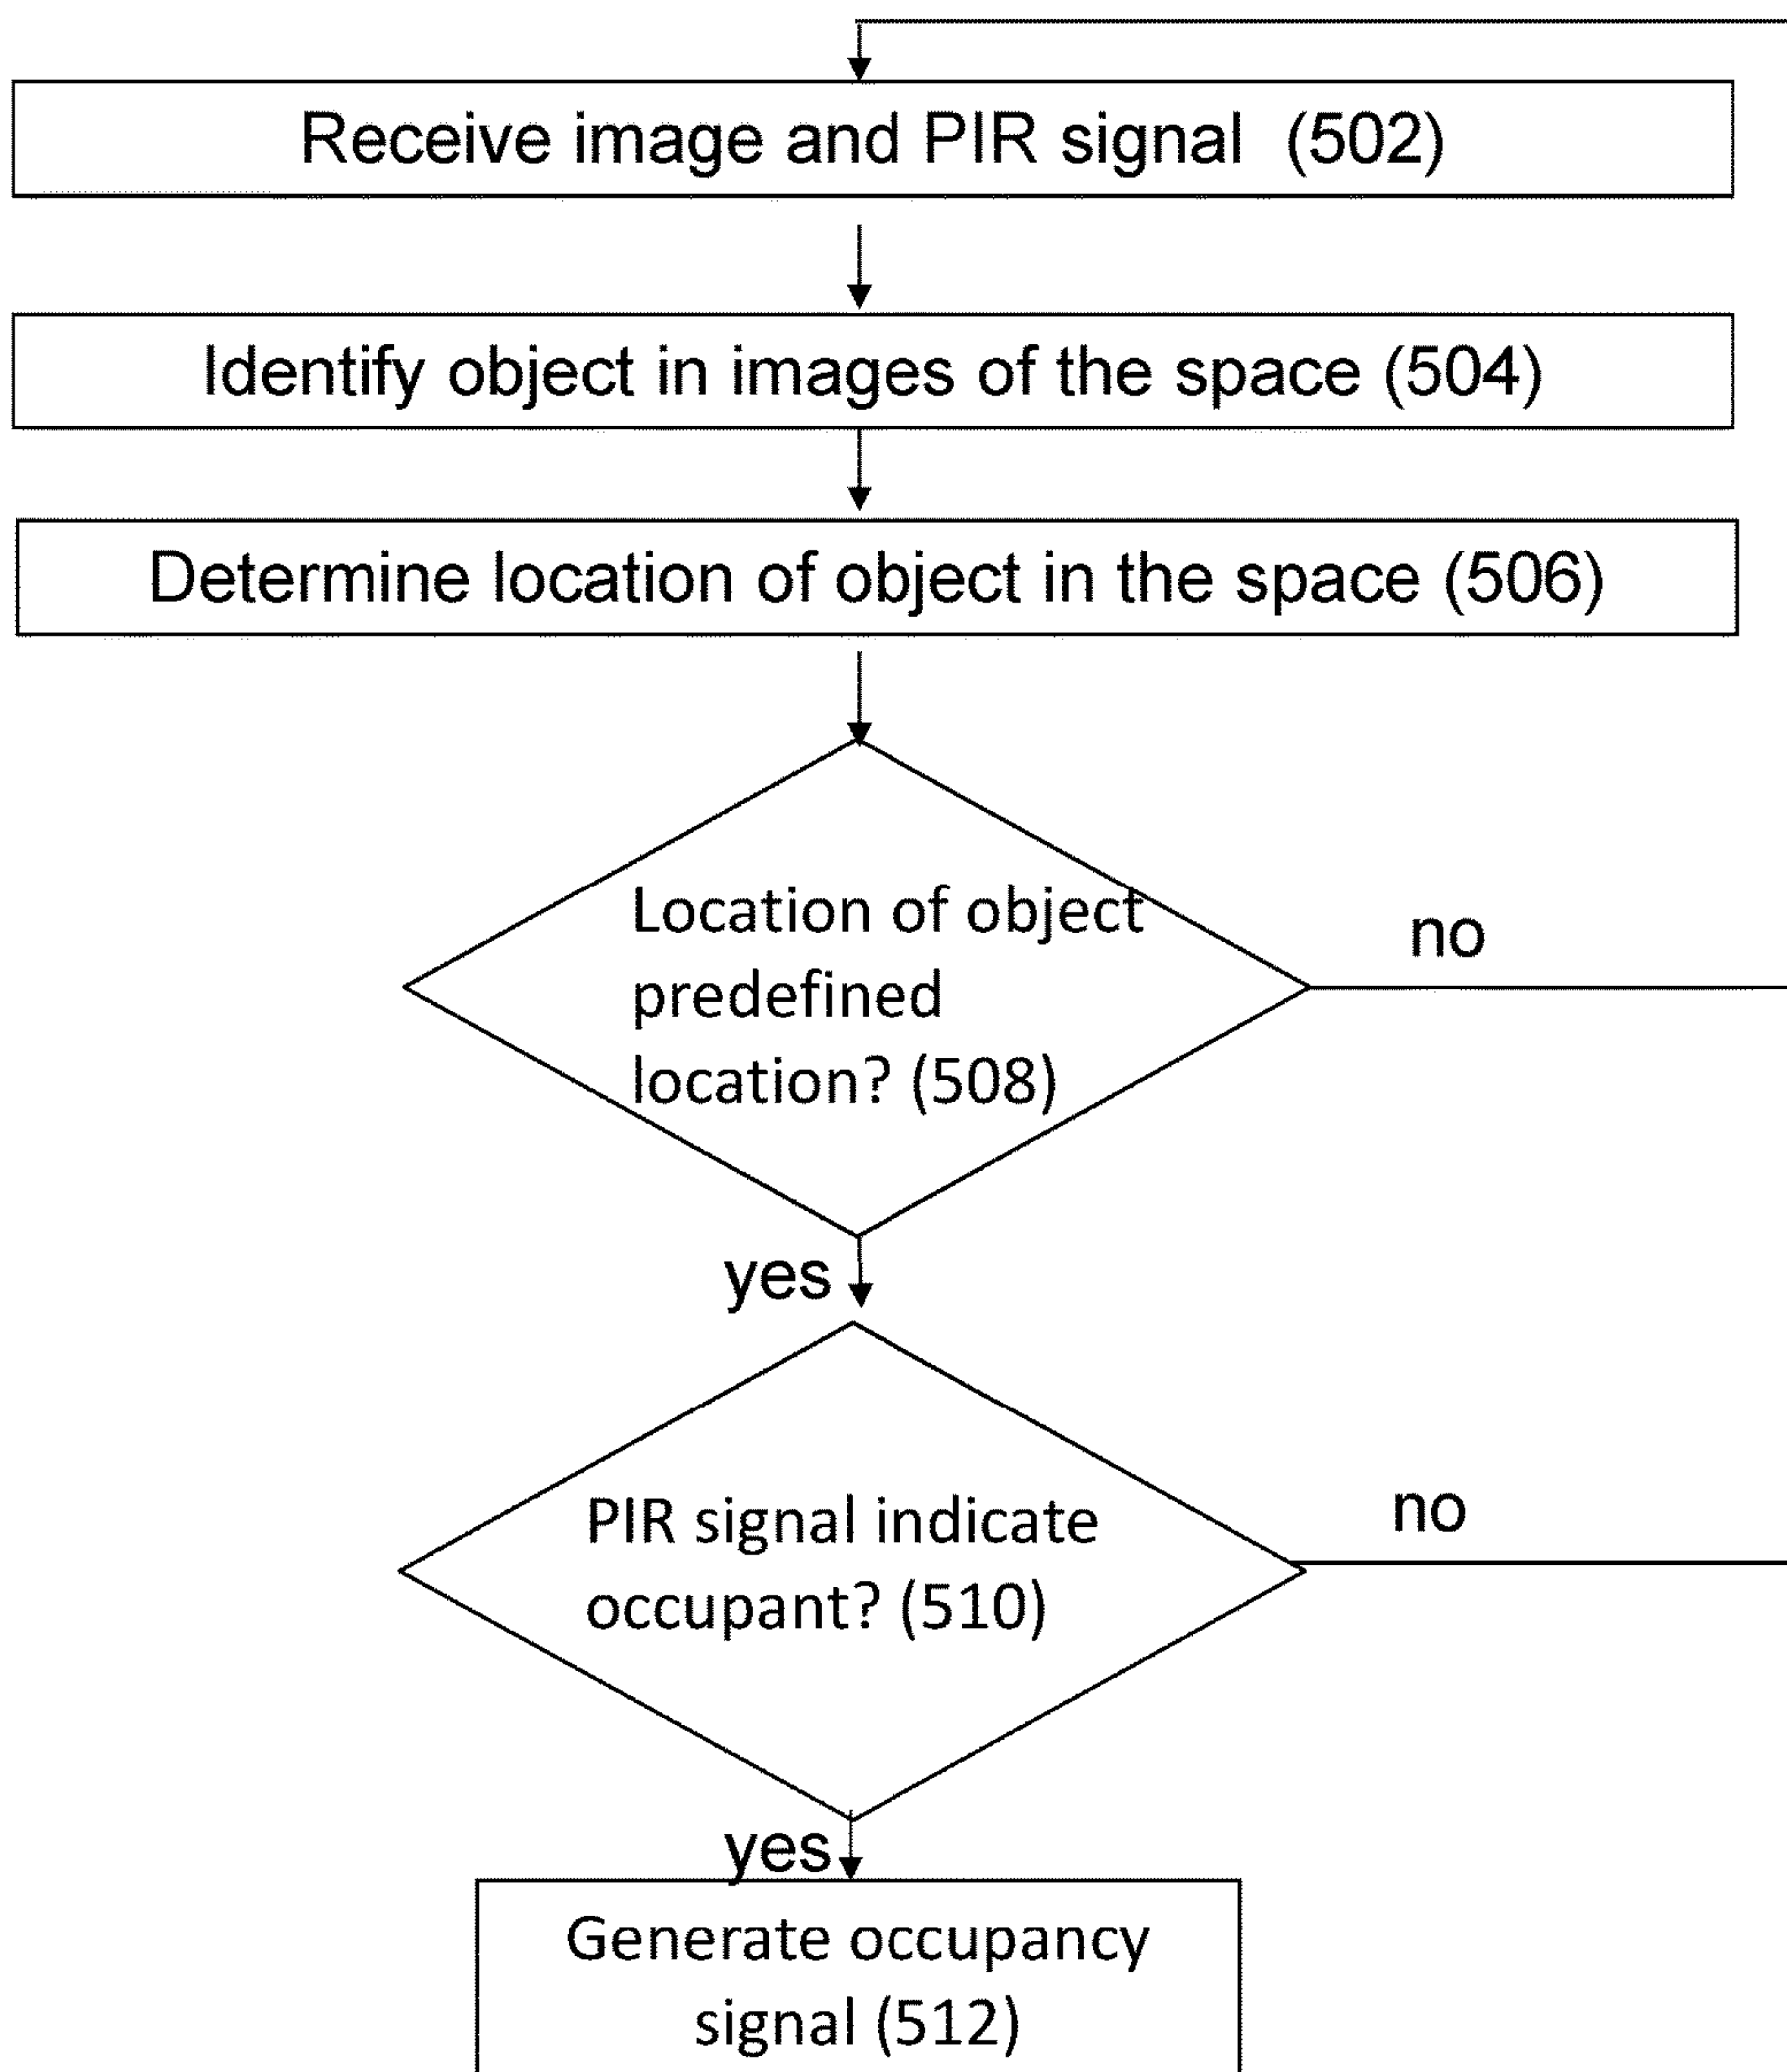 Receive image and PIR signal (502)
Identify object in images of the space (504)
Determine location of object in the space (506)
Location of object
predefined
location? (508)
no
yes
PIR signal indicate
occupant? (510)
no
yes
Generate occupancy
signal (512)